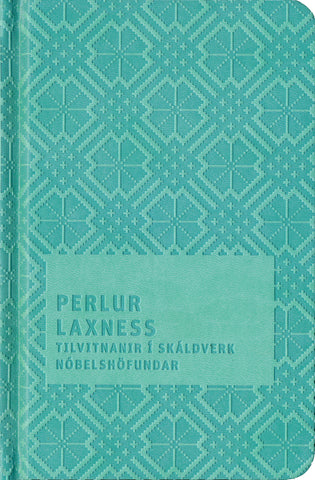 PERLUR
LAXNESS
TILVITNANIR Í SKÁLDVERK
NÓBELSHÖFUNDAR